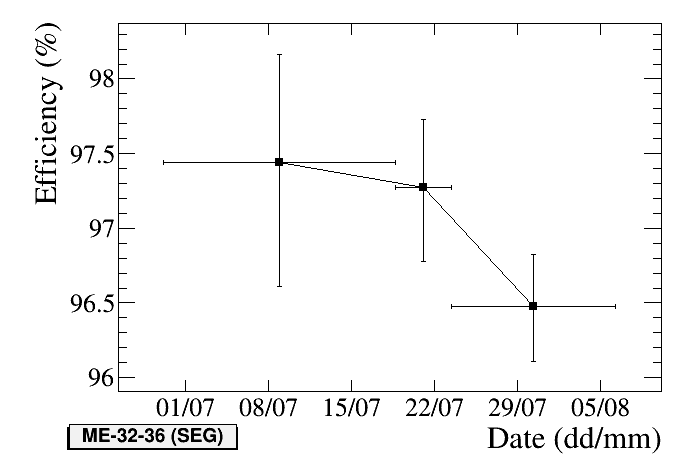 Efficiency (%)
98
97.5
97
96.5
96
01/07 08/07 15/07 22/07 29/07 05/08
ME-32-36 (SEG)
Date (dd/mm)